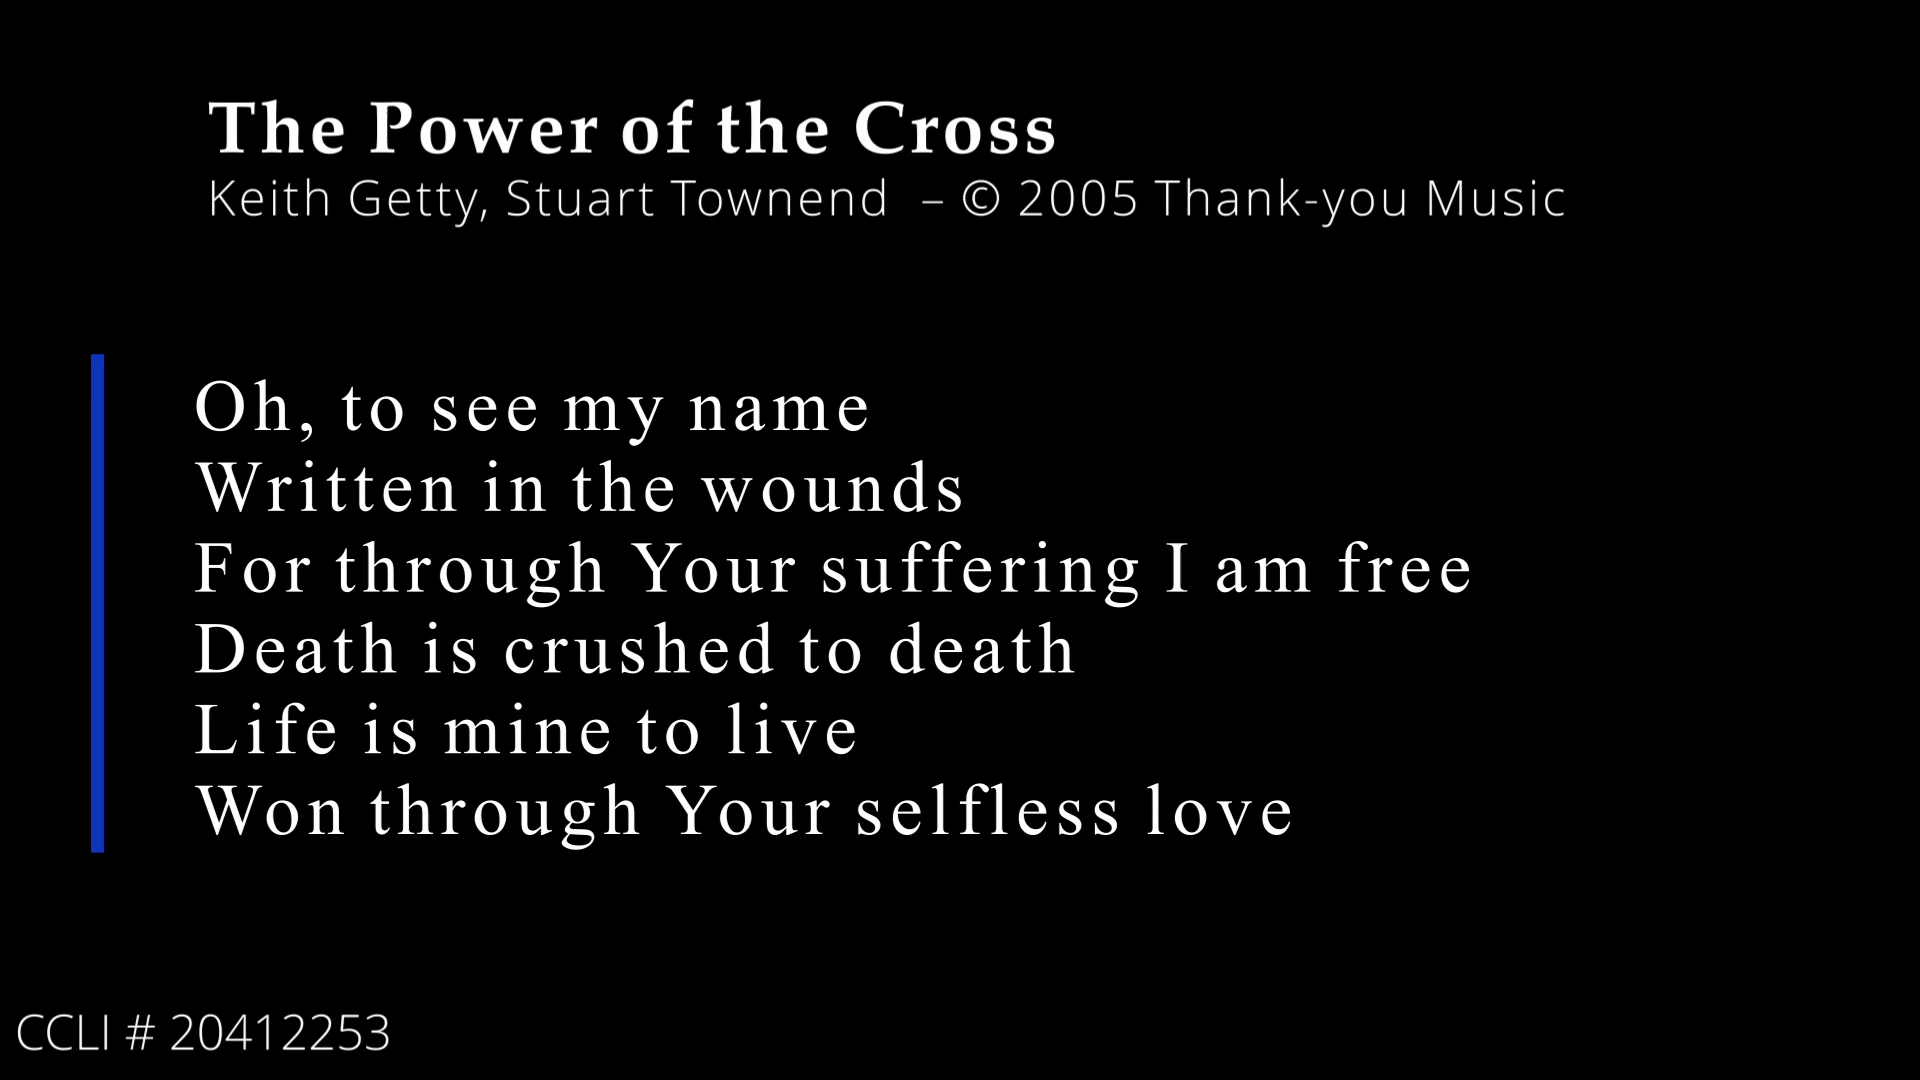 The Power of the Cross
Keith Getty, Stuart Townend – © 2005 Thank-you Music
Oh, to see my name
Written in the wounds
For through Your suffering I am free
Death is crushed to death
Life is mine to live
Won through Your selfless love
CCLI # 20412253